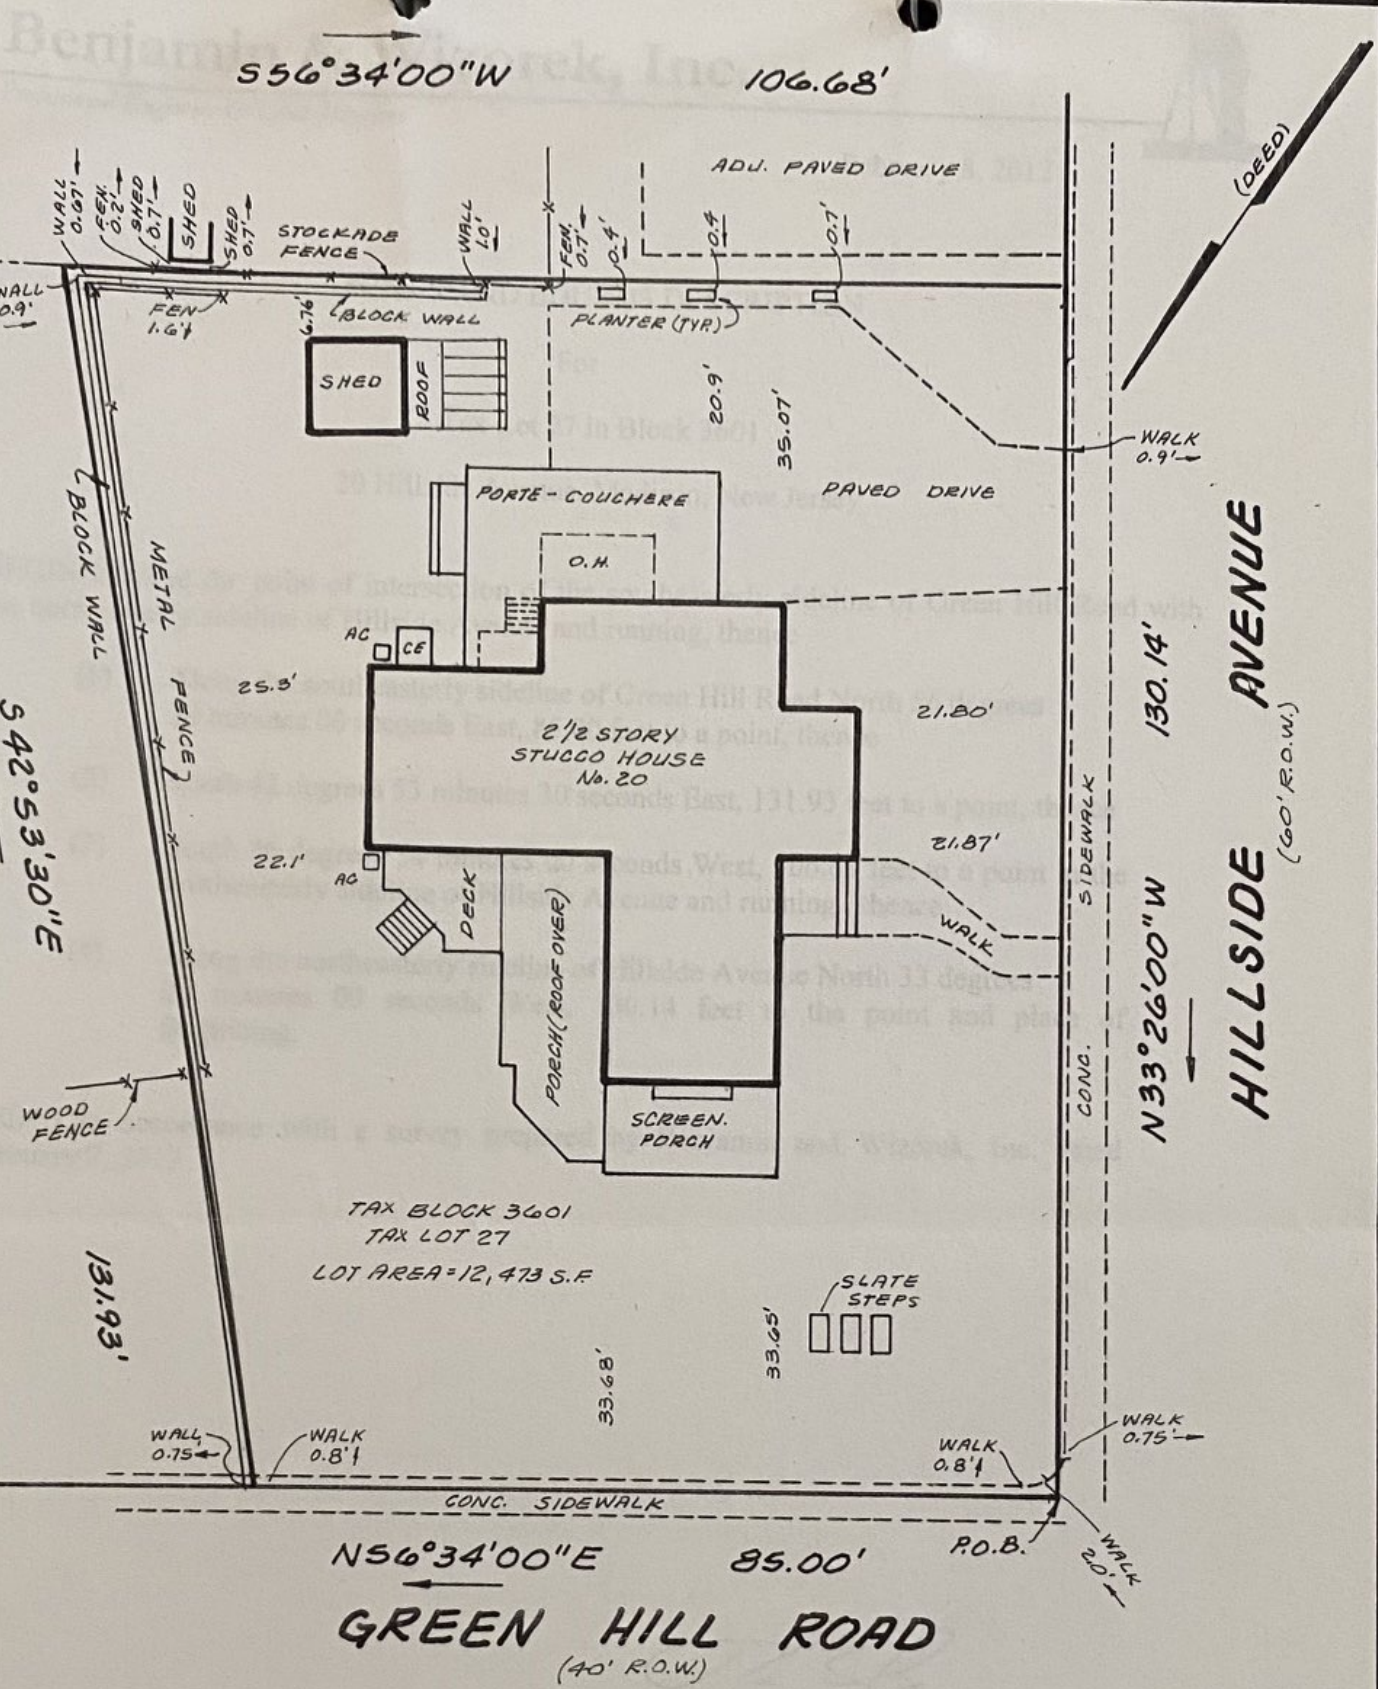 S56°34'00"W 106.68'
ADJ. PAVED DRIVE
(DEED)
WALL
0.67'
FEN.
0.2'
SHED
0.7'
SHED
SHED
0.7'
STOCKADE
FENCE
WALL
1.0'
FEN.
0.7'
0.4'
0.4
0.7'
WALL
0.9'
FEN
1.6'
6.76'
BLOCK WALL
PLANTER (TYP.)
SHED
ROOF
20.9'
35.07'
WALK
0.9'
PORTE-COUCHERE
PAVED DRIVE
O.H.
BLOCK WALL
METAL FENCE
AC
CE
25.3'
2 1/2 STORY
STUCCO HOUSE
No. 20
21.80'
130.14'
HILLSIDE AVENUE
(60' R.O.W.)
S42°53'30"E
131.93'
22.1'
AC
DECK
PORCH (ROOF OVER)
21.87'
WALK
CONC. SIDEWALK
N33°26'00"W
WOOD
FENCE
SCREEN.
PORCH
TAX BLOCK 3601
TAX LOT 27
LOT AREA=12,473 S.F.
SLATE
STEPS
33.68'
33.65'
WALL
0.75
WALK
0.8'
WALK
0.8'
WALK
0.75'
CONC. SIDEWALK
P.O.B.
WALK
2.0'
N56°34'00"E 85.00'
GREEN HILL ROAD
(40' R.O.W.)